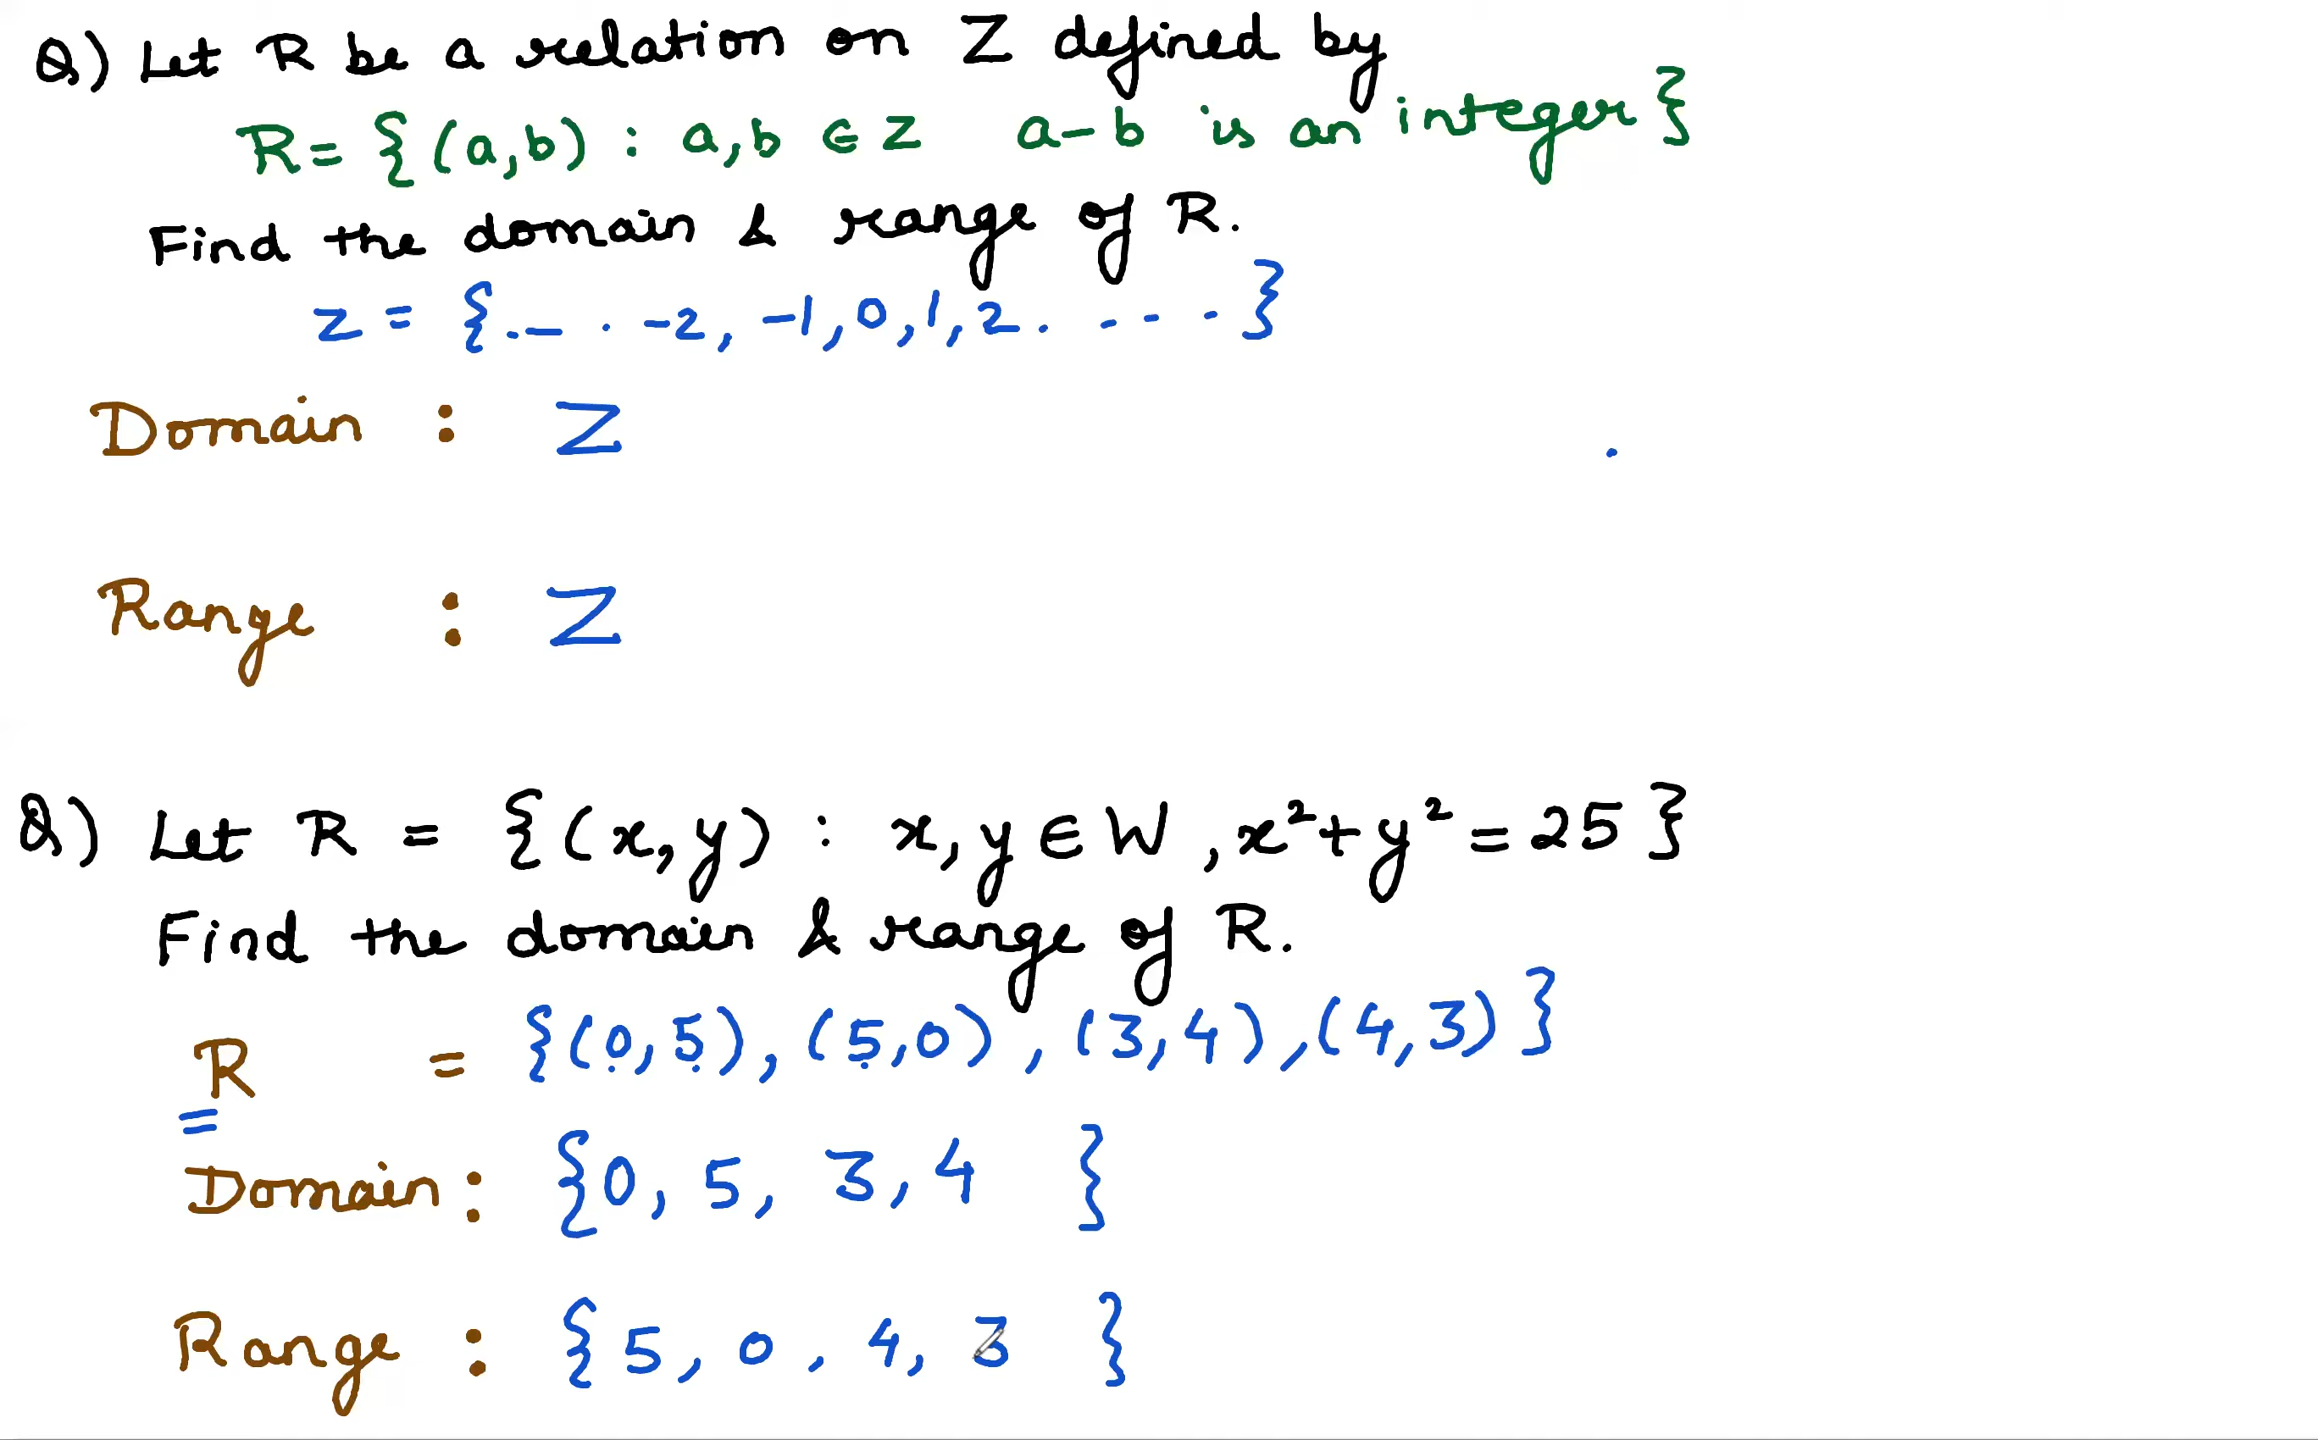 Q) Let R be a relation on Z defined by
R = {(a,b) : a,b ∈ Z a-b is an integer}
Find the domain & range of R.
Z = {.-. -2, -1,0,1,2. --- .}
Domain : Z
Range : Z
Q) Let R = {(x,y) : x,y ∈ W, x²+y² = 25}
Find the domain & range of R.
R = {(0,5), (5,0), (3,4), (4,3)}
Domain : {0, 5, 3, 4 }
Range : {5, 0, 4, 3 }